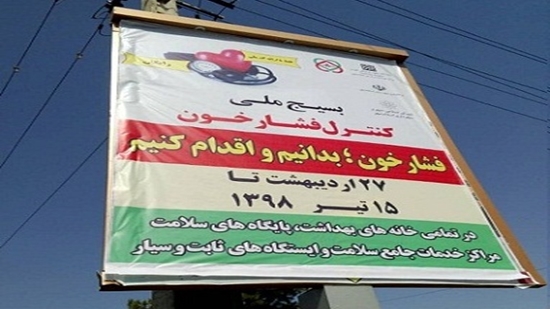 بسیج ملی
کنترل فشار خون
فشار خون ؛ بدانیم و اقدام کنیم
۲۷ اردیبهشت تا
۱۵ تیر ۱۳۹۸
در تمامی خانه های بهداشت، پایگاه های سلامت
مراکز خدمات جامع سلامت و ایستگاه های ثابت و سیار